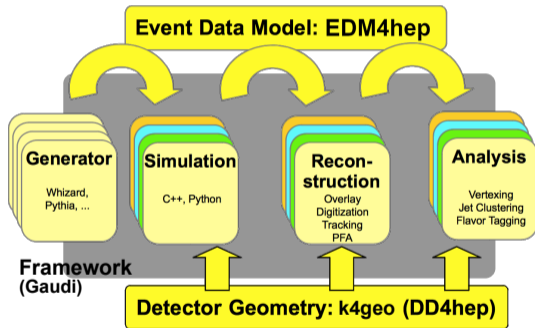 Event Data Model: EDM4hep
Generator
Whizard,
Pythia, ...
Simulation
C++, Python
Recon-
struction
Overlay
Digitization
Tracking
PFA
Analysis
Vertexing
Jet Clustering
Flavor Tagging
Framework
(Gaudi)
Detector Geometry: k4geo (DD4hep)